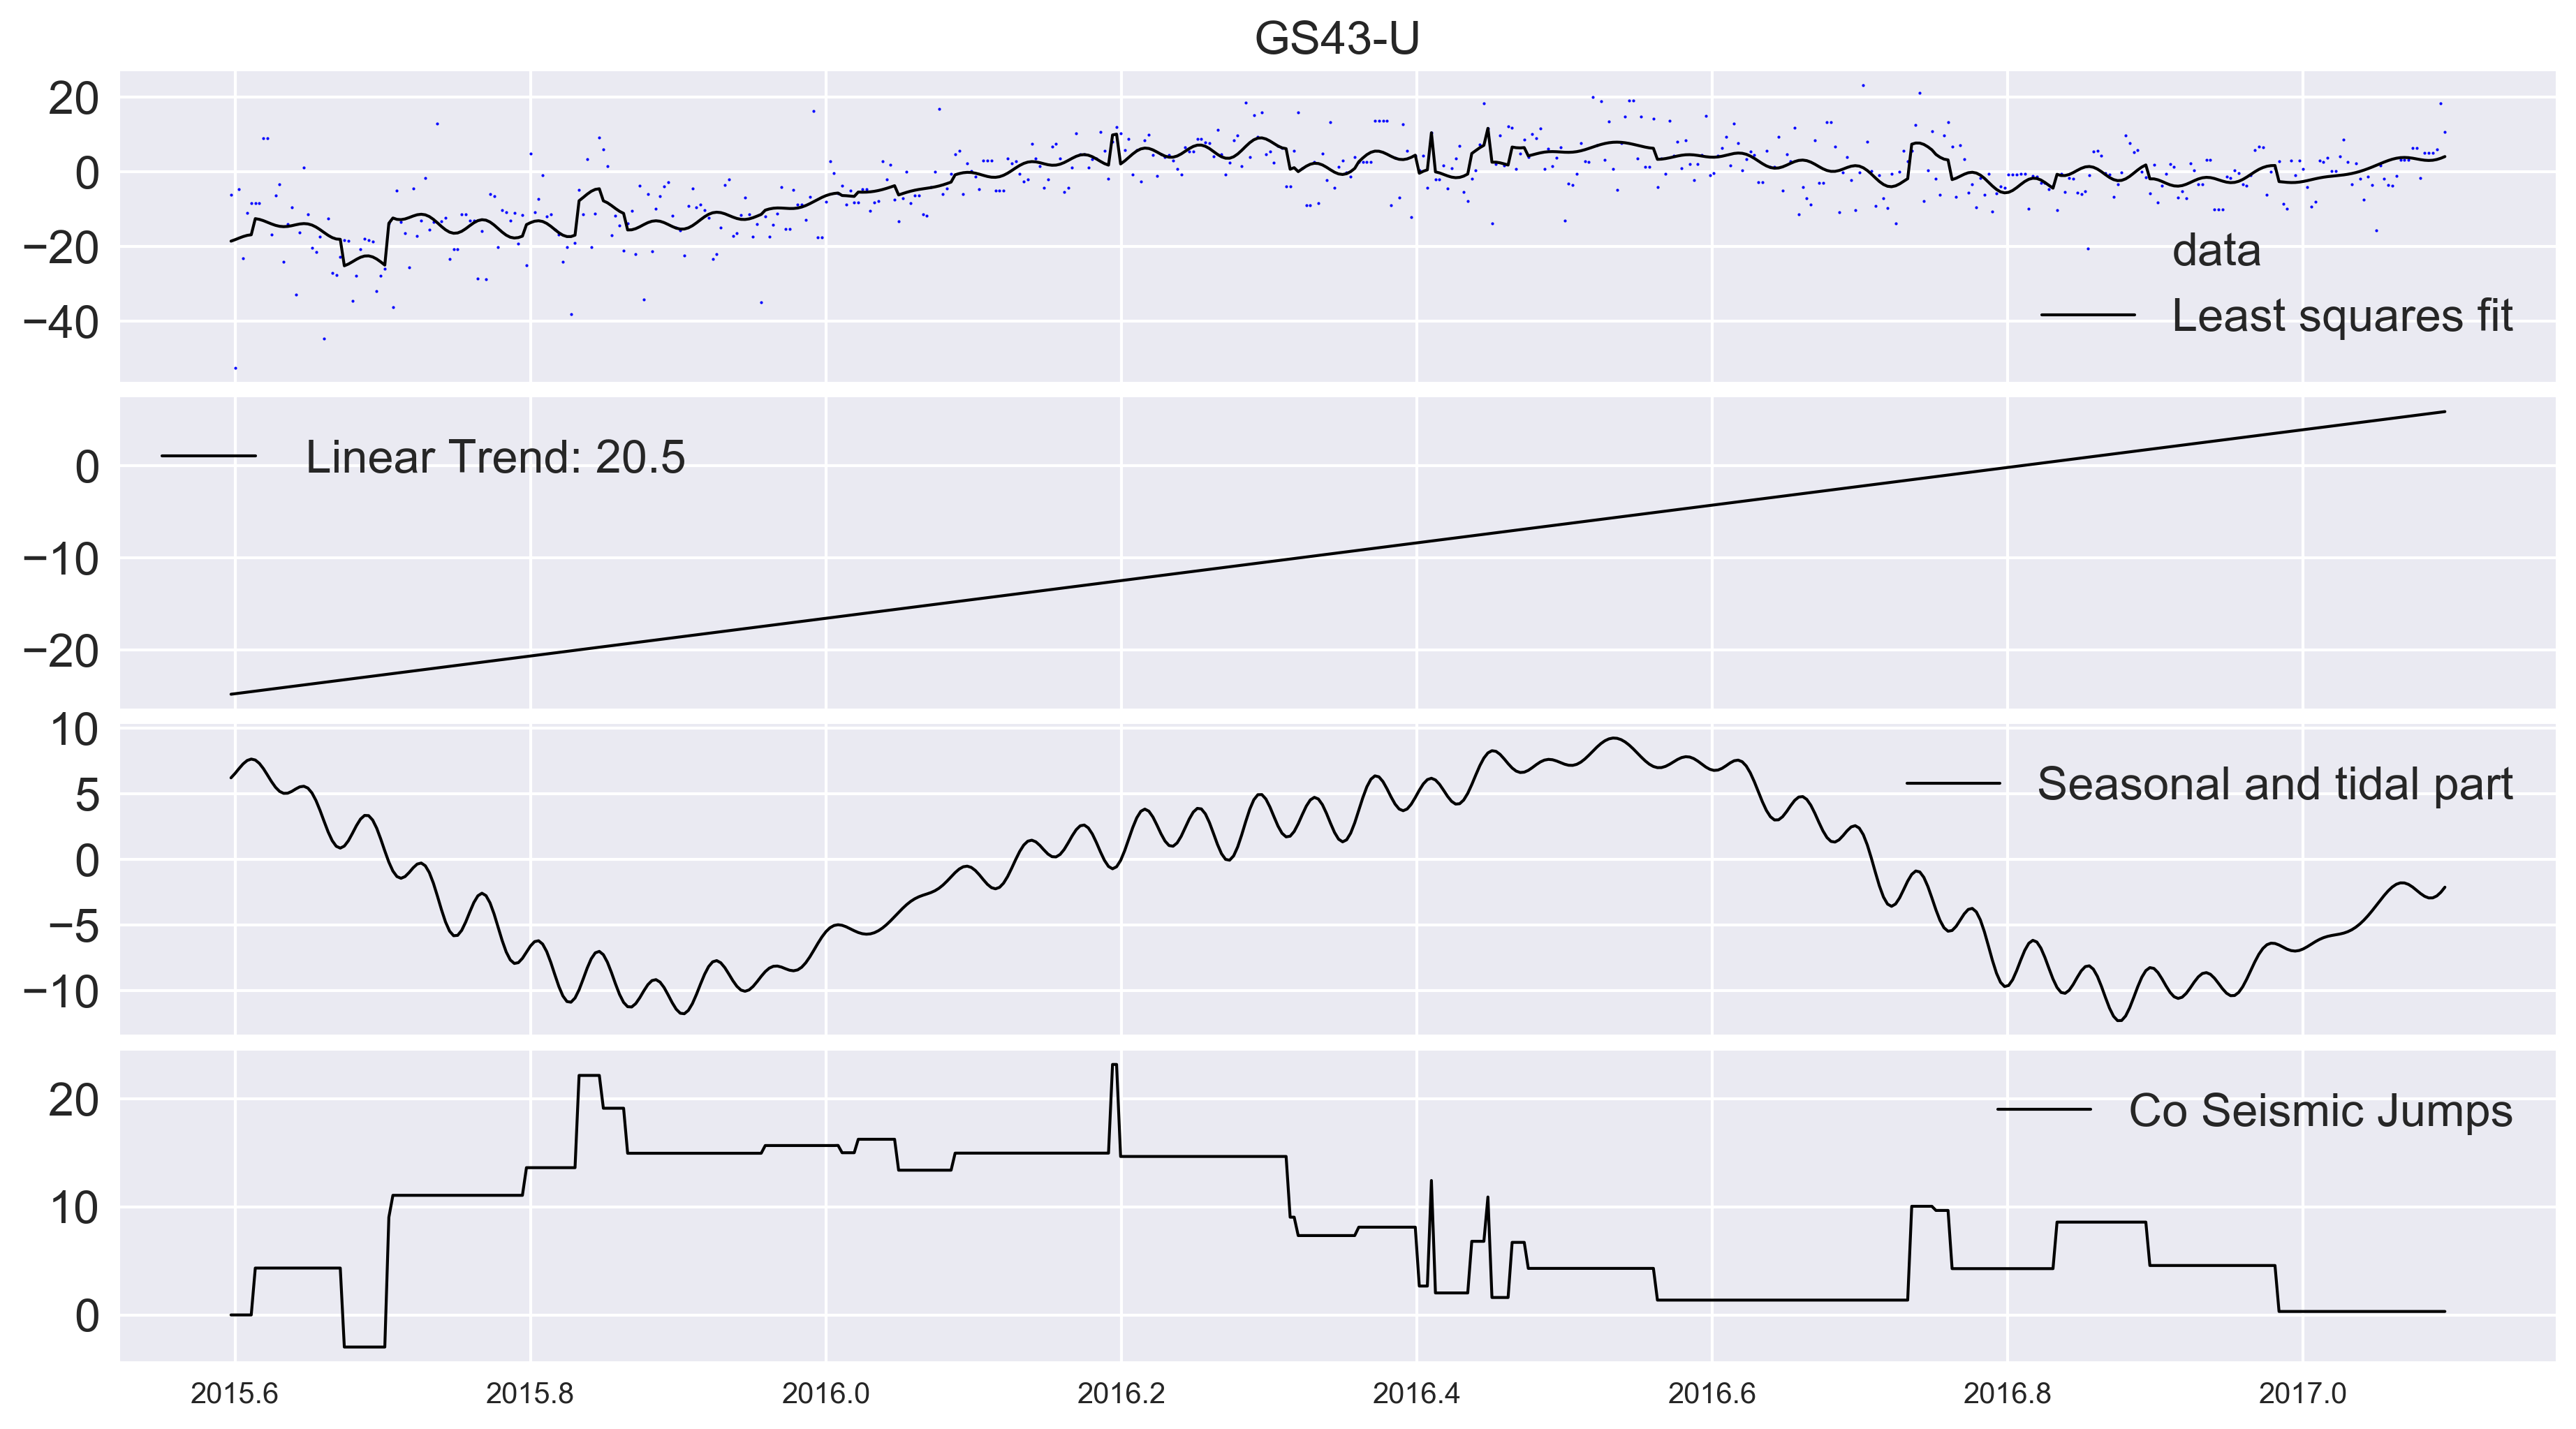 GS43-U
20
0
−20
−40
data
Least squares fit
0
−10
−20
Linear Trend: 20.5
10
5
0
−5
−10
Seasonal and tidal part
20
10
0
Co Seismic Jumps
2015.6 2015.8 2016.0 2016.2 2016.4 2016.6 2016.8 2017.0